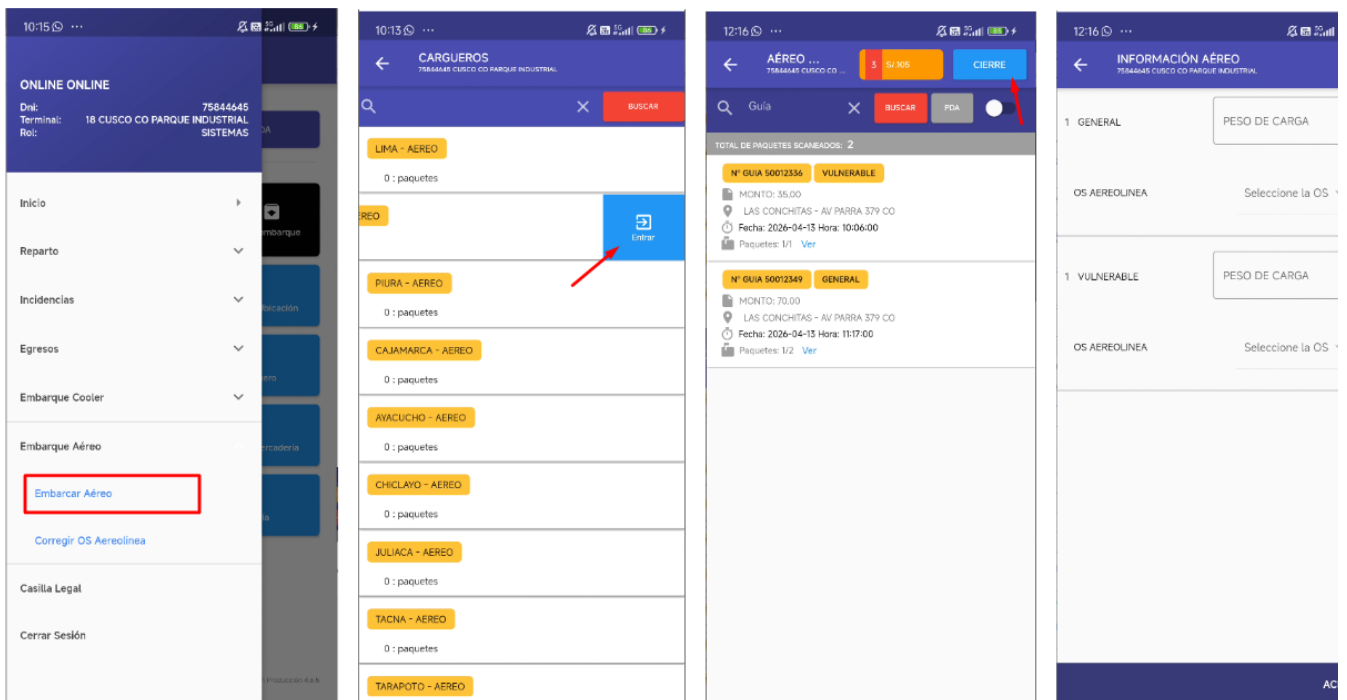 10:15
ONLINE ONLINE
Dni: 75844645
Terminal: 18 CUSCO CO PARQUE INDUSTRIAL
Rol: SISTEMAS
Inicio
Reparto
Incidencias
Egresos
Embarque Cooler
Embarque Aéreo
Embarcar Aéreo
Corregir OS Aereolínea
Casilla Legal
Cerrar Sesión
10:13
CARGUEROS
75844645 CUSCO CO PARQUE INDUSTRIAL
BUSCAR
LIMA - AEREO
0 : paquetes
EREO
Entrar
PIURA - AEREO
0 : paquetes
CAJAMARCA - AEREO
0 : paquetes
AYACUCHO - AEREO
0 : paquetes
CHICLAYO - AEREO
0 : paquetes
JULIACA - AEREO
0 : paquetes
TACNA - AEREO
0 : paquetes
TARAPOTO - AEREO
12:16
AÉREO ...
75844645 CUSCO CO ...
3 S/.105
CIERRE
Guía
BUSCAR
PDA
TOTAL DE PAQUETES SCANEADOS: 2
N° GUIA 50012336 VULNERABLE
MONTO: 35.00
LAS CONCHITAS - AV PARRA 379 CO
Fecha: 2026-04-13 Hora: 10:06:00
Paquetes: 1/1 Ver
N° GUIA 50012349 GENERAL
MONTO: 70.00
LAS CONCHITAS - AV PARRA 379 CO
Fecha: 2026-04-13 Hora: 11:17:00
Paquetes: 1/2 Ver
12:16
INFORMACIÓN AÉREO
75844645 CUSCO CO PARQUE INDUSTRIAL
1 GENERAL
PESO DE CARGA
OS AEREOLINEA
Seleccione la OS
1 VULNERABLE
PESO DE CARGA
OS AEREOLINEA
Seleccione la OS